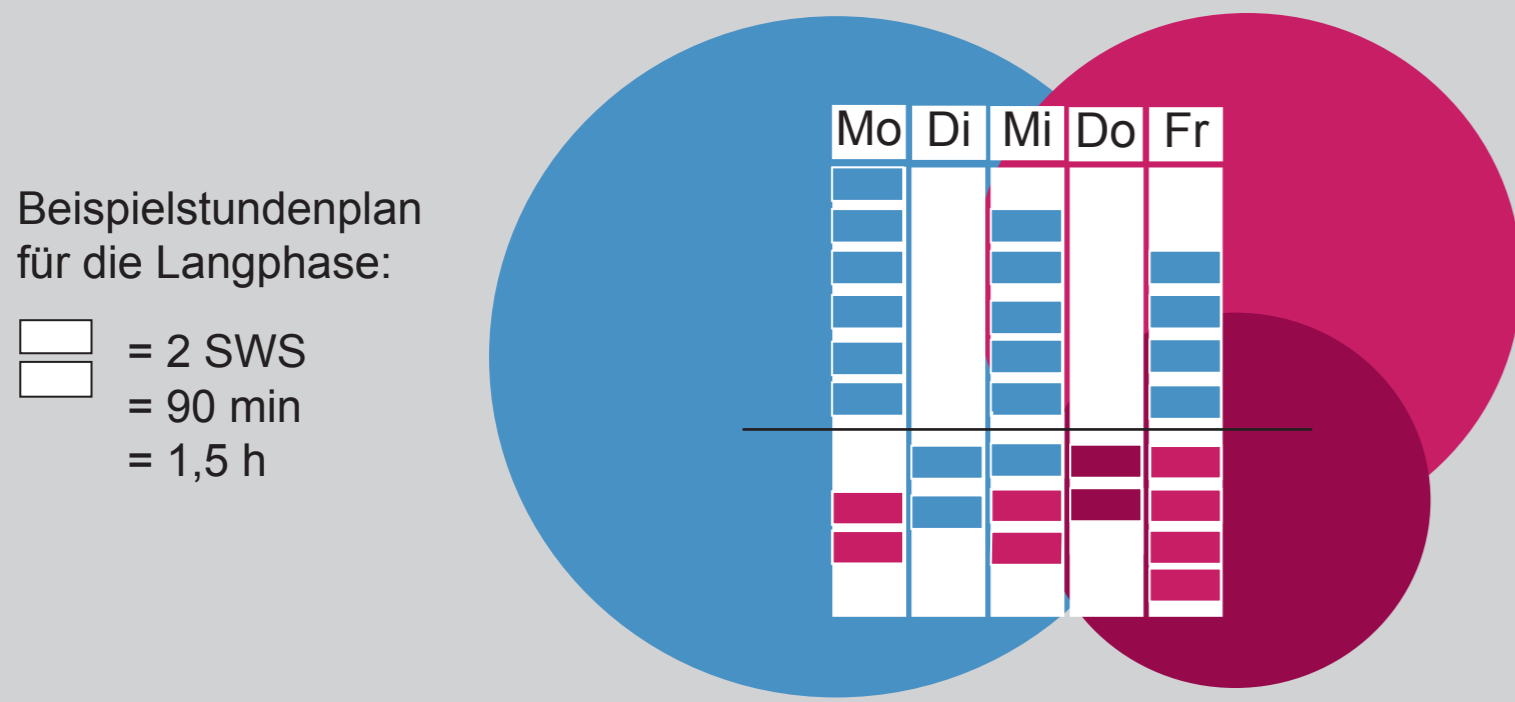 Mo Di Mi Do Fr
Beispielstundenplan
für die Langphase:
= 2 SWS
= 90 min
= 1,5 h